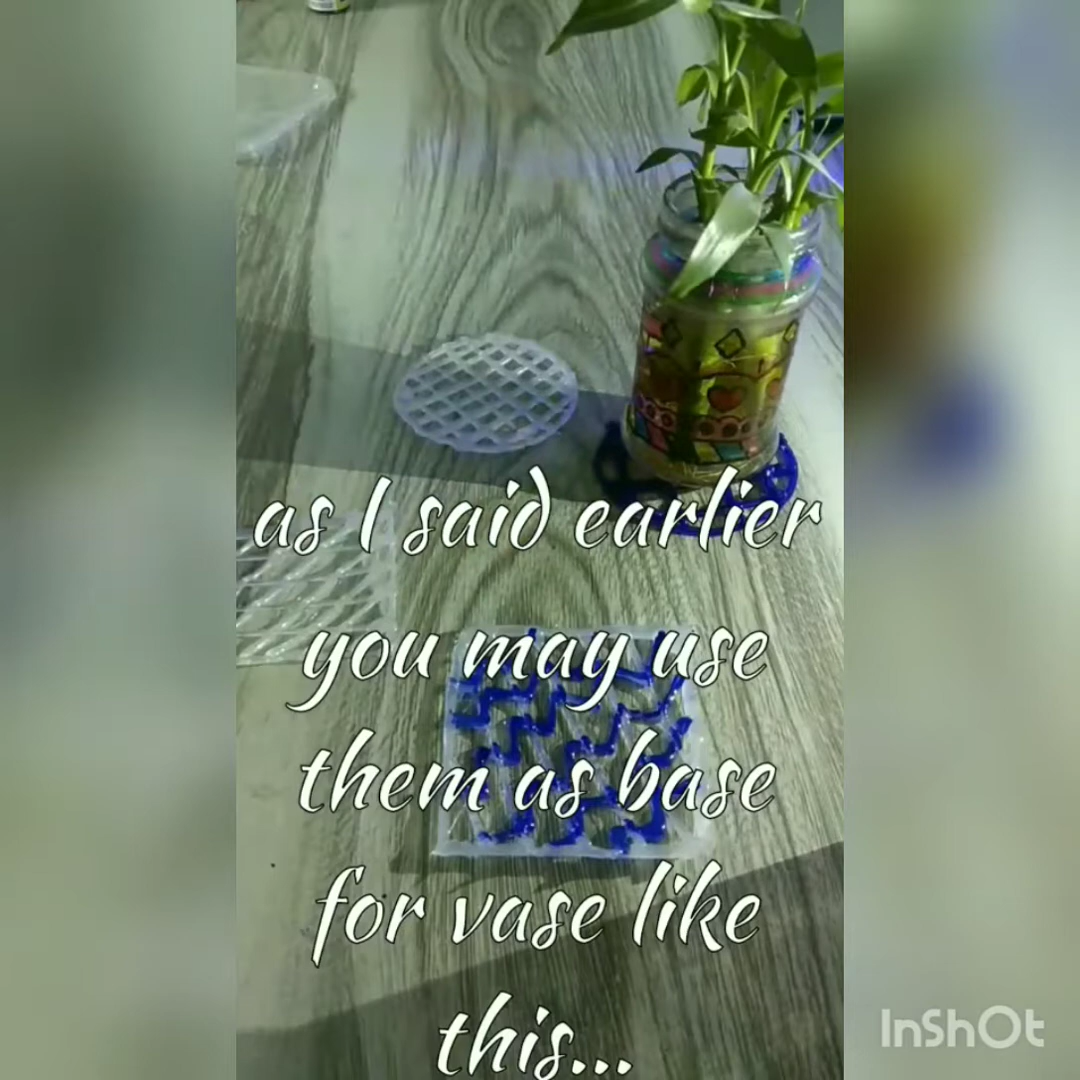 as I said earlier
you may use
them as base
for vase like
this...
InShOt